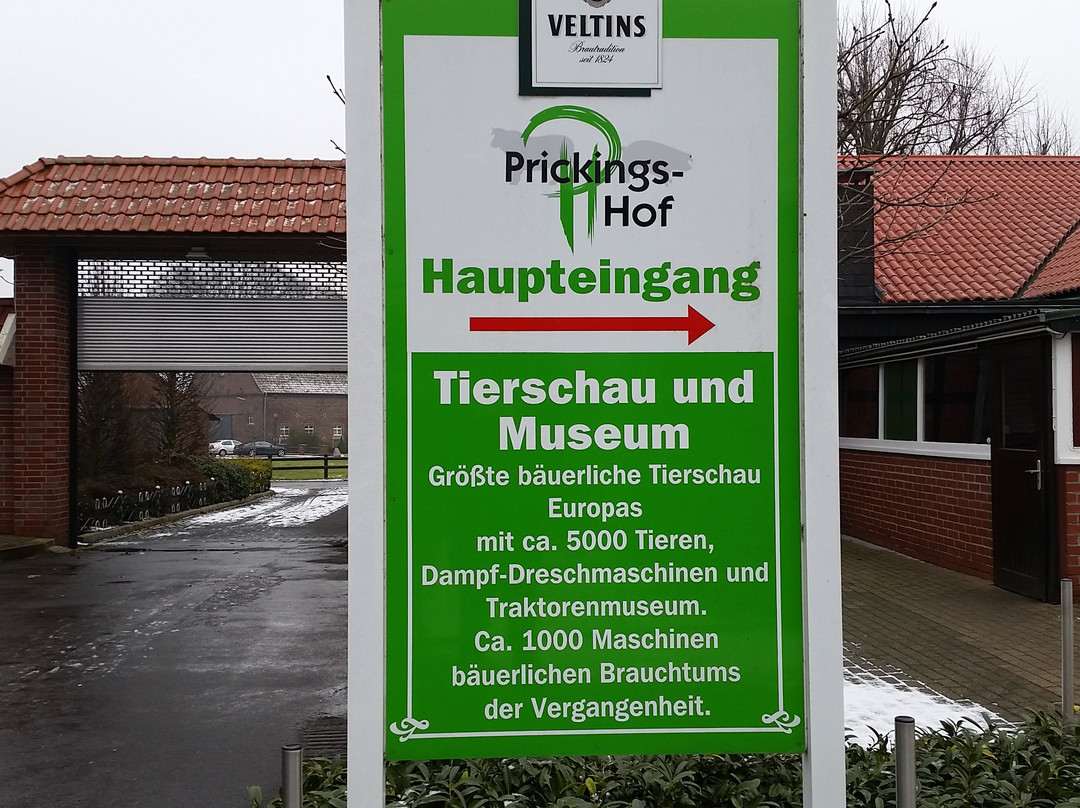 VELTINS
Brautradition
seit 1824
Prickings-
Hof
Haupteingang
Tierschau und
Museum
Größte bäuerliche Tierschau
Europas
mit ca. 5000 Tieren,
Dampf-Dreschmaschinen und
Traktorenmuseum.
Ca. 1000 Maschinen
bäuerlichen Brauchtums
der Vergangenheit.